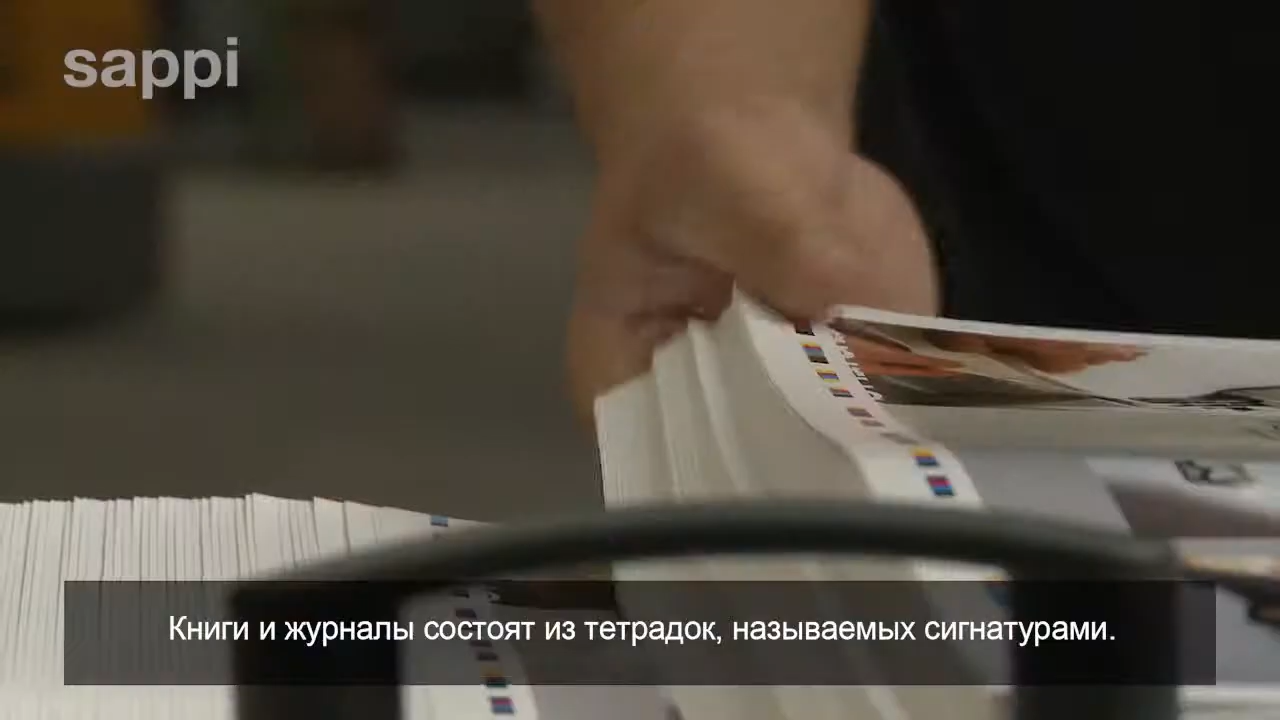 sappi
Книги и журналы состоят из тетрадок, называемых сигнатурами.